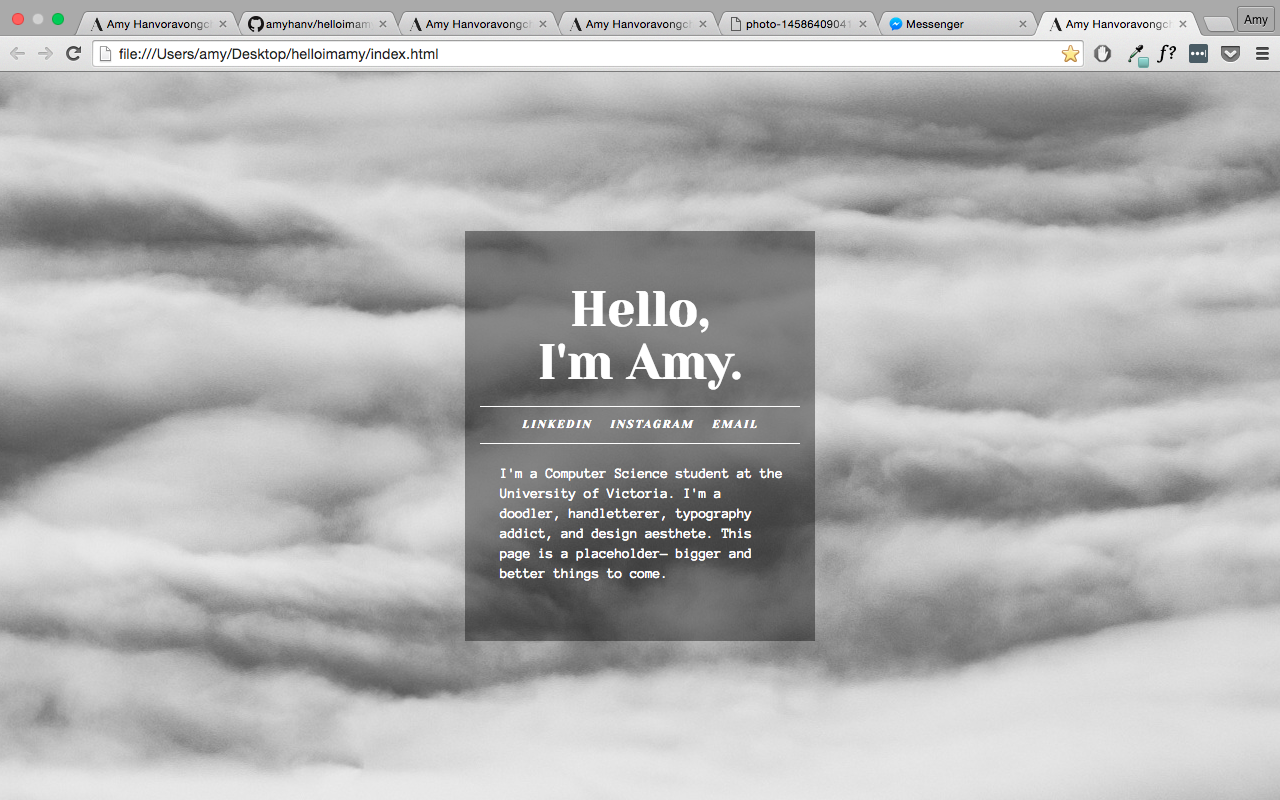 Amy Hanvoravongc
amyhanv/helloimam
Amy Hanvoravongc
Amy Hanvoravongc
photo-14586409041
Messenger
Amy Hanvoravongc
Amy
file:///Users/amy/Desktop/helloimamy/index.html
f?
Hello,
I'm Amy.
LINKEDIN INSTAGRAM EMAIL
I'm a Computer Science student at the
University of Victoria. I'm a
doodler, handletterer, typography
addict, and design aesthete. This
page is a placeholder— bigger and
better things to come.